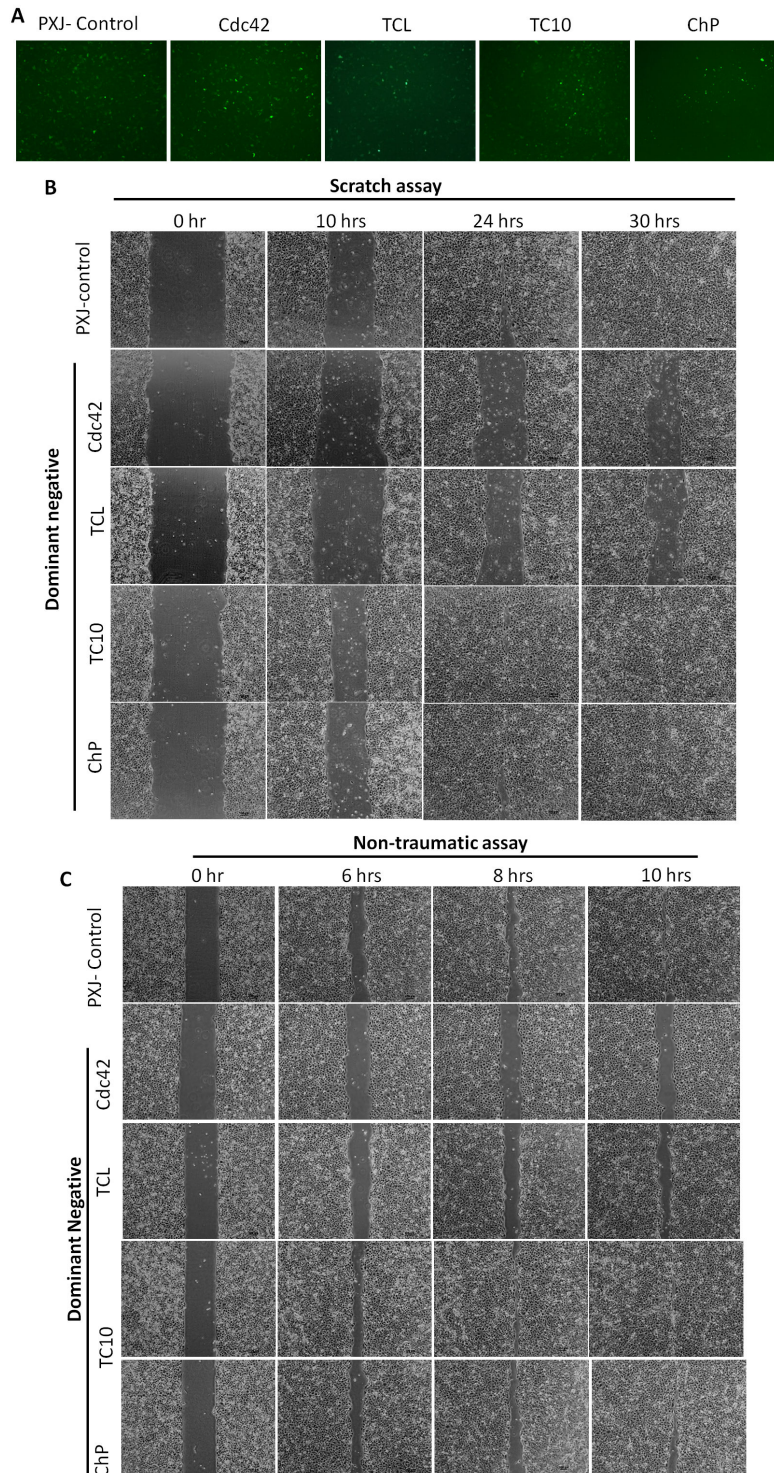 A
PXJ- Control
Cdc42
TCL
TC10
ChP
B
Scratch assay
0 hr
10 hrs
24 hrs
30 hrs
PXJ-control
Dominant negative
Cdc42
TCL
TC10
ChP
Non-traumatic assay
C
0 hr
6 hrs
8 hrs
10 hrs
PXJ- Control
Dominant Negative
Cdc42
TCL
TC10
ChP